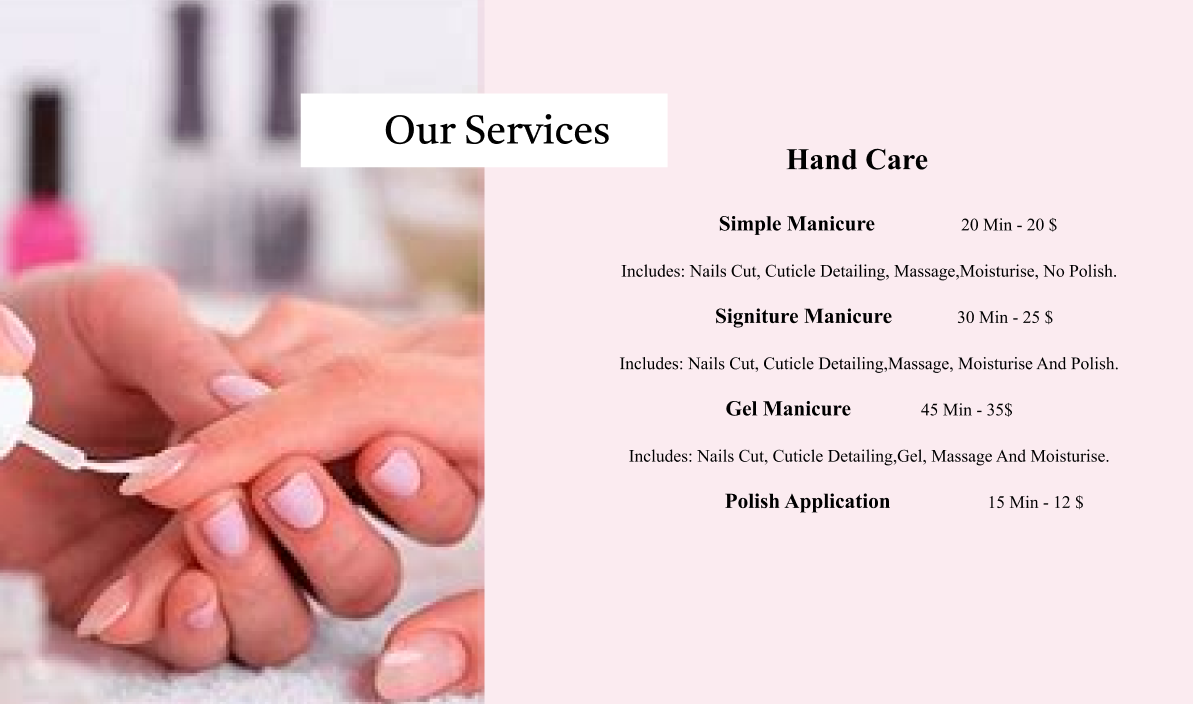 Our Services
Hand Care
Simple Manicure 20 Min - 20 $
Includes: Nails Cut, Cuticle Detailing, Massage,Moisturise, No Polish.
Signiture Manicure 30 Min - 25 $
Includes: Nails Cut, Cuticle Detailing,Massage, Moisturise And Polish.
Gel Manicure 45 Min - 35$
Includes: Nails Cut, Cuticle Detailing,Gel, Massage And Moisturise.
Polish Application 15 Min - 12 $